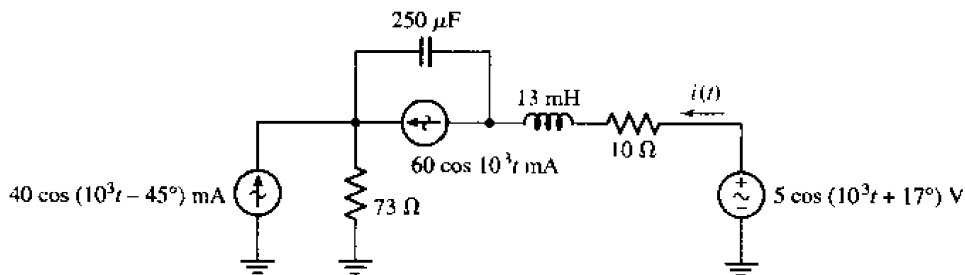 250 μF
13 mH
i(t)
10 Ω
60 cos 10³t mA
40 cos (10³t – 45°) mA
73 Ω
+
–
5 cos (10³t + 17°) V